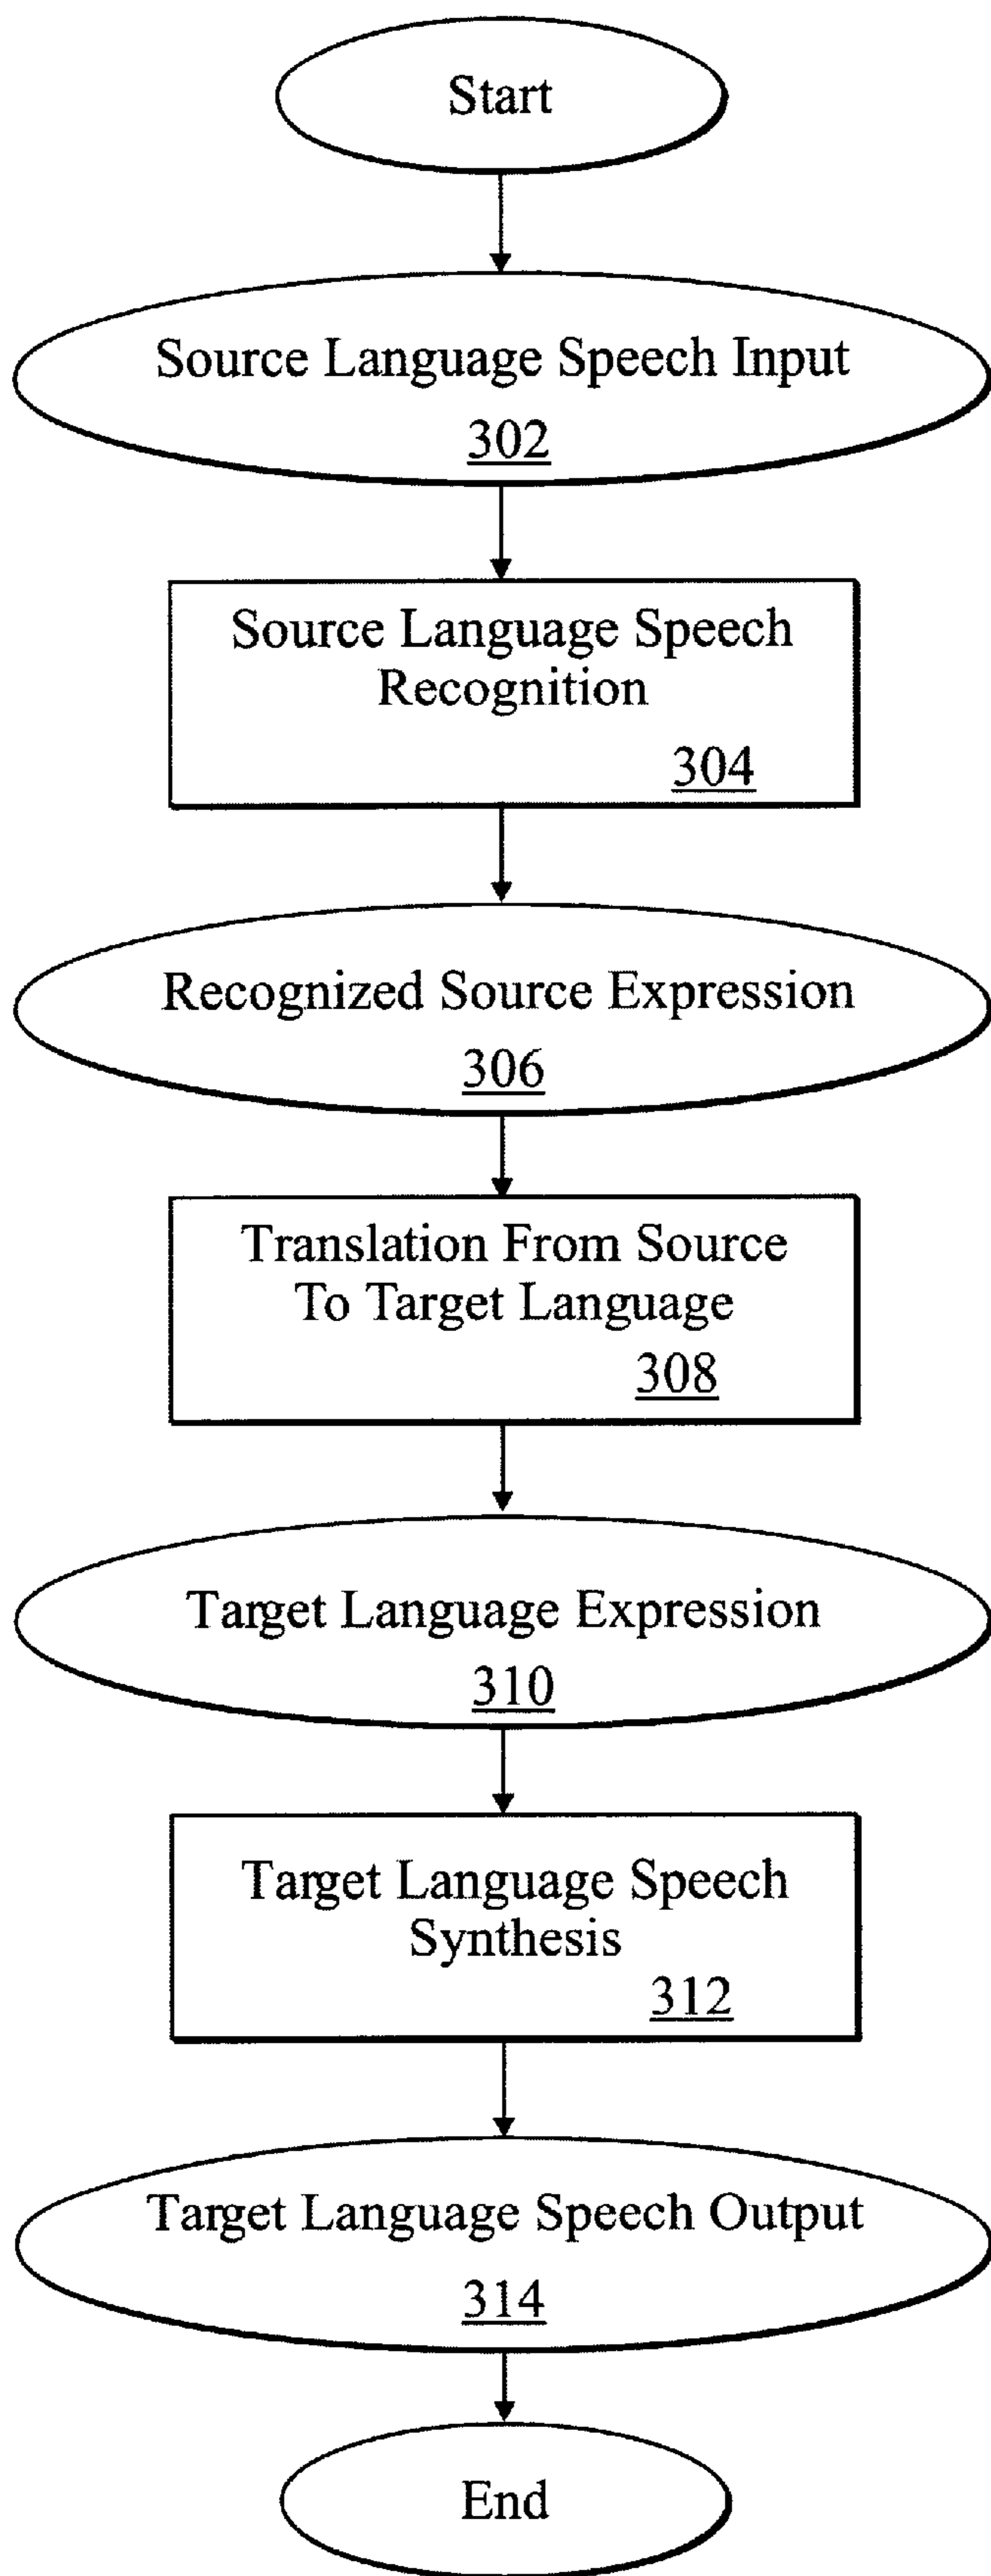 Start
Source Language Speech Input
302
Source Language Speech
Recognition
304
Recognized Source Expression
306
Translation From Source
To Target Language
308
Target Language Expression
310
Target Language Speech
Synthesis
312
Target Language Speech Output
314
End